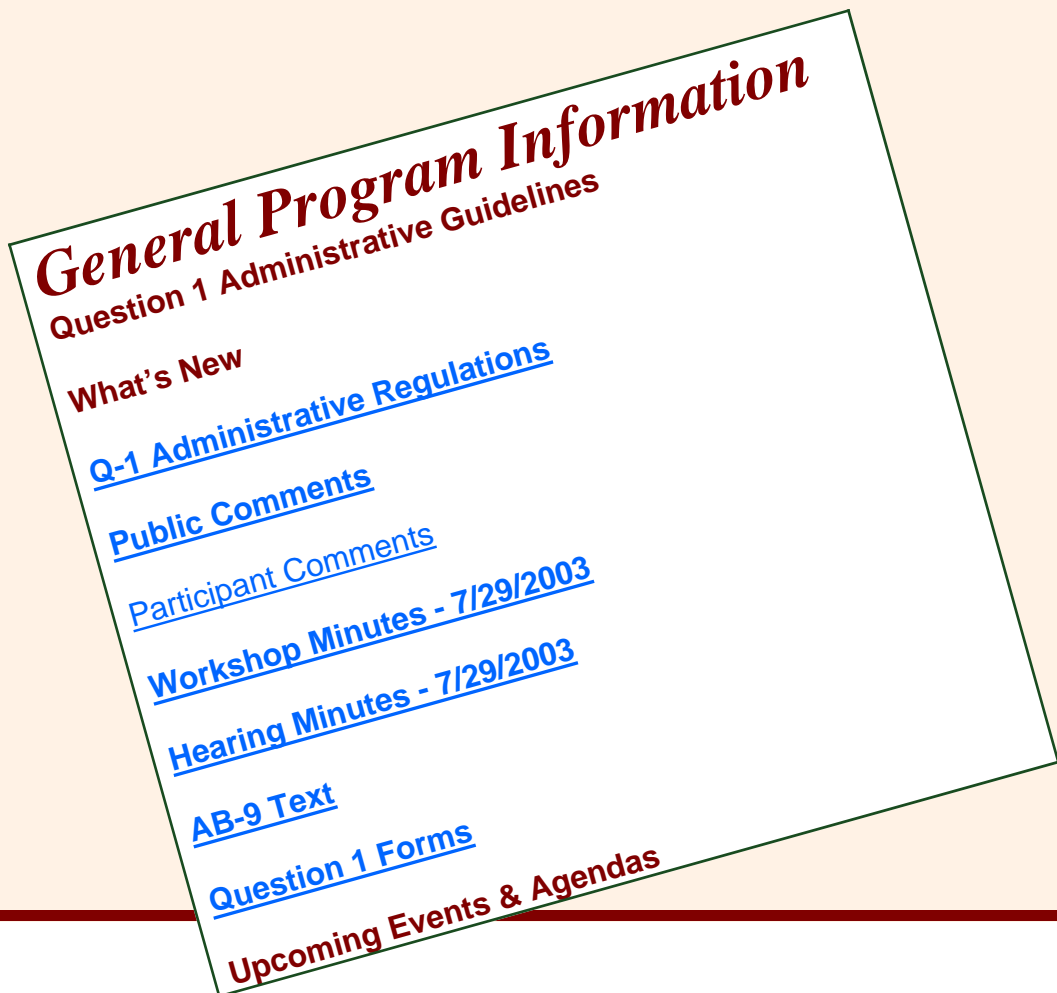 General Program Information
Question 1 Administrative Guidelines
What’s New
Q-1 Administrative Regulations
Public Comments
Participant Comments
Workshop Minutes - 7/29/2003
Hearing Minutes - 7/29/2003
AB-9 Text
Question 1 Forms
Upcoming Events & Agendas